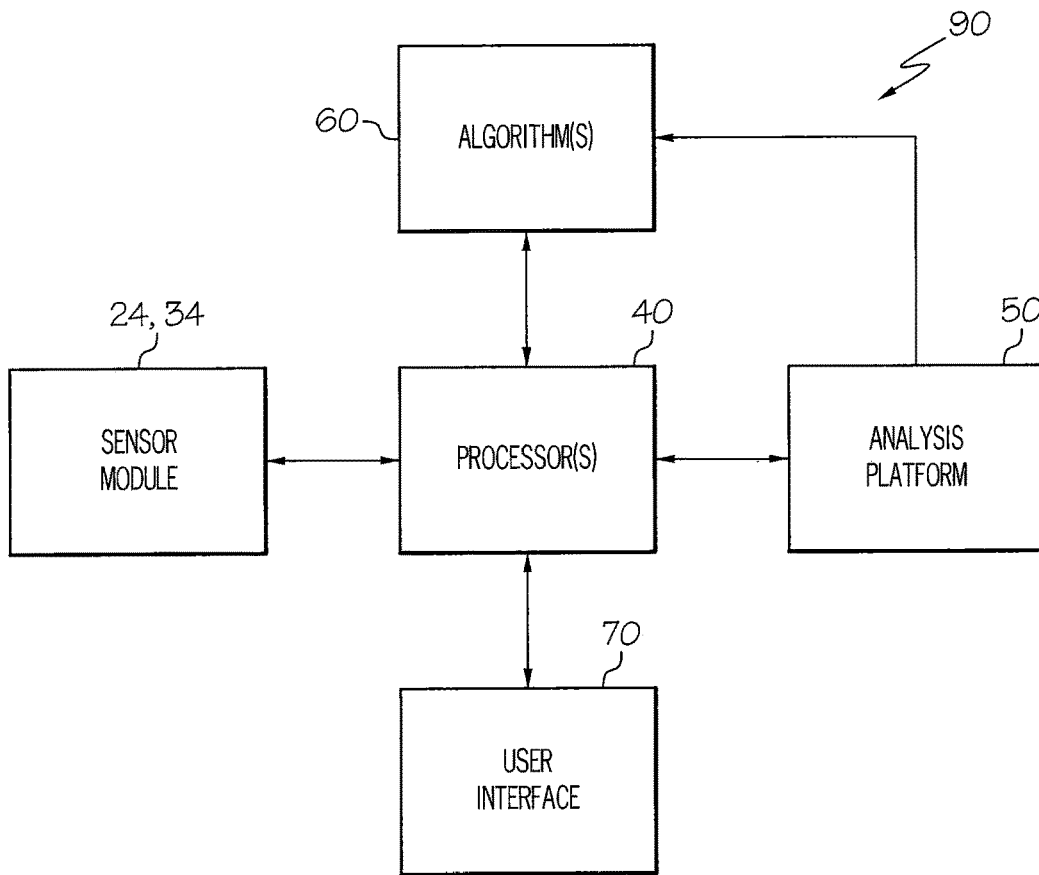 90
60
ALGORITHM(S)
24, 34
40
50
SENSOR
MODULE
PROCESSOR(S)
ANALYSIS
PLATFORM
70
USER
INTERFACE